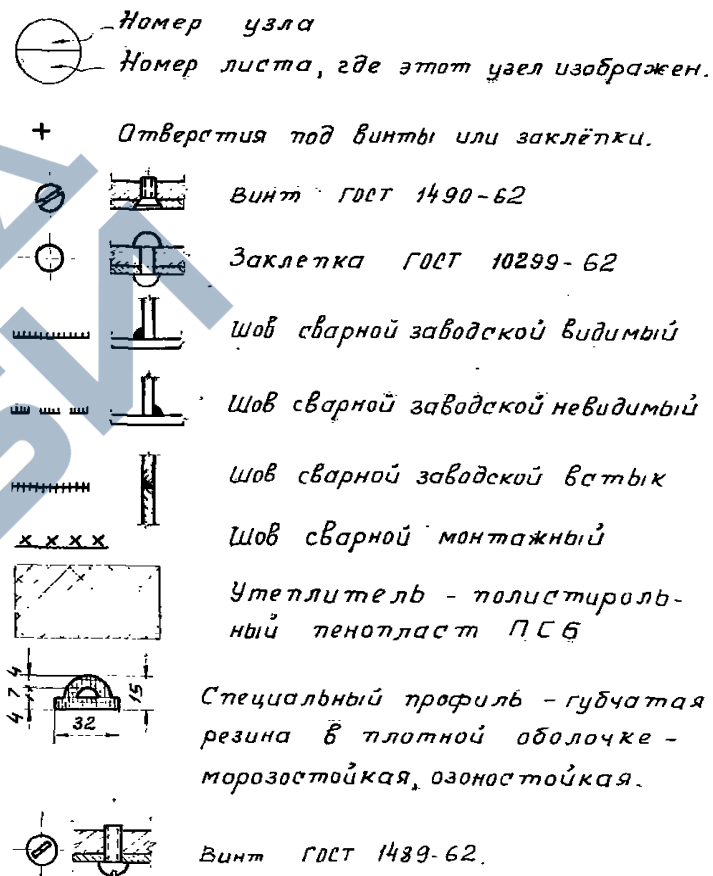 Номер узла
Номер листа, где этот узел изображен.
Отверстия под винты или заклёпки.
Винт ГОСТ 1490-62
Заклепка ГОСТ 10299-62
Шов сварной заводской видимый
Шов сварной заводской невидимый
Шов сварной заводской встык
Шов сварной монтажный
Утеплитель - полистироль-
ный пенопласт ПСБ
4 7 4 32 15
Специальный профиль - губчатая
резина в плотной оболочке -
морозостойкая, озоностойкая.
Винт ГОСТ 1489-62.